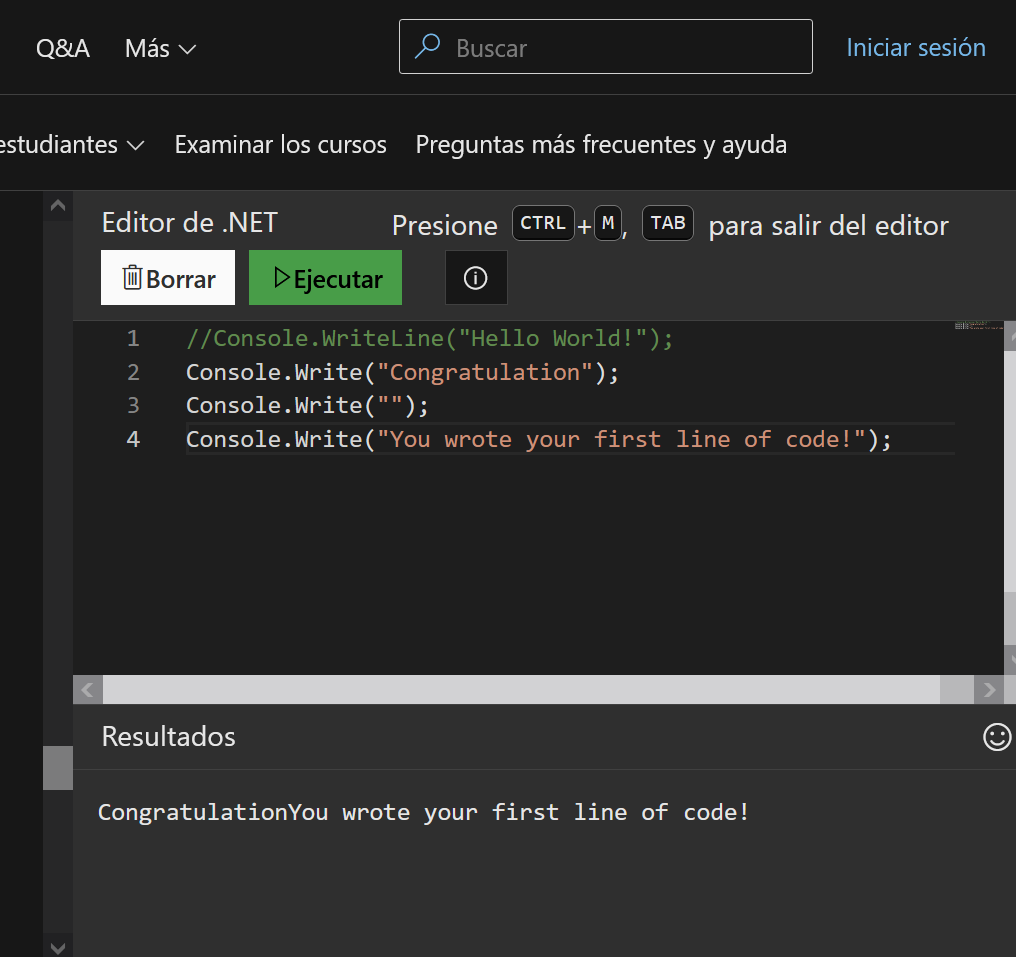 Q&A Más Buscar Iniciar sesión
estudiantes Examinar los cursos Preguntas más frecuentes y ayuda
Editor de .NET Presione CTRL+M, TAB para salir del editor
Borrar Ejecutar
1 //Console.WriteLine("Hello World!");
2 Console.Write("Congratulation");
3 Console.Write("");
4 Console.Write("You wrote your first line of code!");
Resultados
CongratulationYou wrote your first line of code!